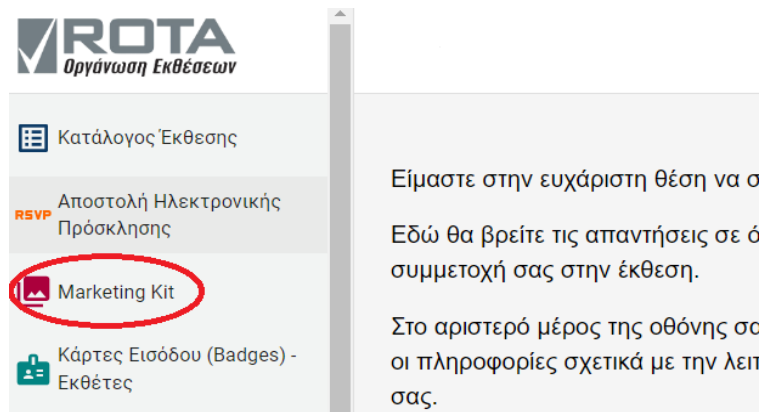 ROTA
Οργάνωση Εκθέσεων
Κατάλογος Έκθεσης
RSVP
Αποστολή Ηλεκτρονικής
Πρόσκλησης
Marketing Kit
Κάρτες Εισόδου (Badges) -
Εκθέτες
Είμαστε στην ευχάριστη θέση να σ
Εδώ θα βρείτε τις απαντήσεις σε ό
συμμετοχή σας στην έκθεση.
Στο αριστερό μέρος της οθόνης σα
οι πληροφορίες σχετικά με την λειτ
σας.